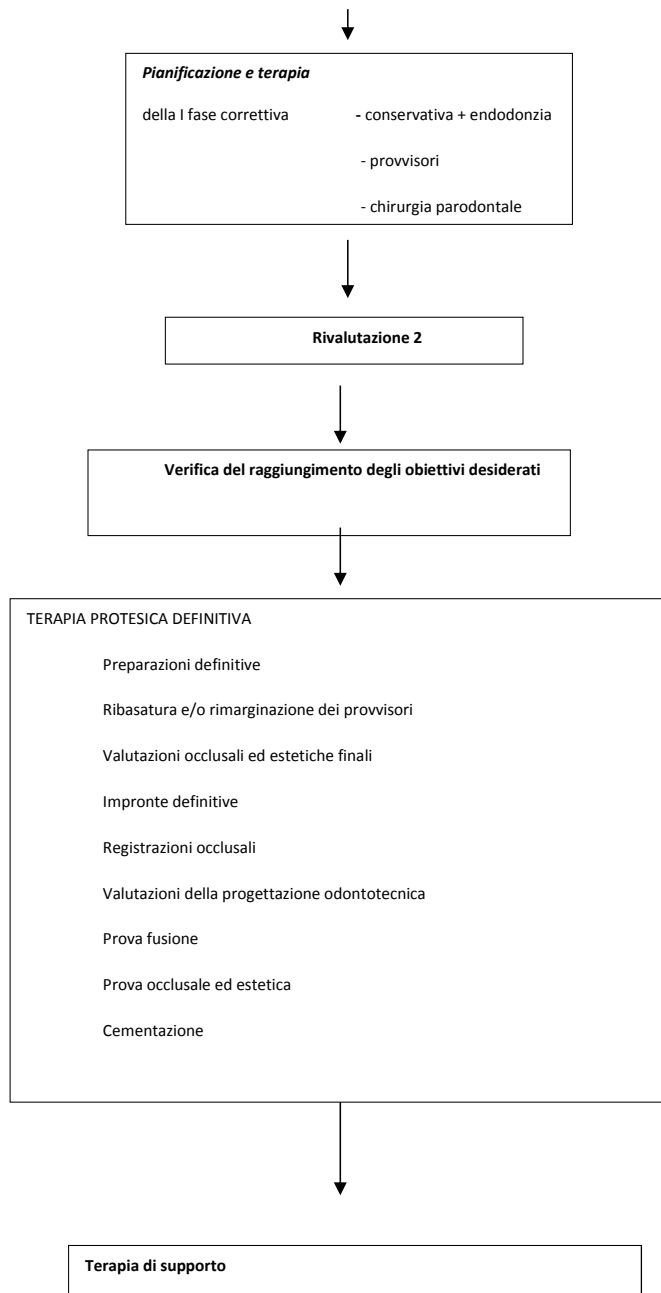 Pianificazione e terapia
della I fase correttiva - conservativa + endodonzia
- provvisori
- chirurgia parodontale
Rivalutazione 2
Verifica del raggiungimento degli obiettivi desiderati
TERAPIA PROTESICA DEFINITIVA
Preparazioni definitive
Ribasatura e/o rimarginazione dei provvisori
Valutazioni occlusali ed estetiche finali
Impronte definitive
Registrazioni occlusali
Valutazioni della progettazione odontotecnica
Prova fusione
Prova occlusale ed estetica
Cementazione
Terapia di supporto